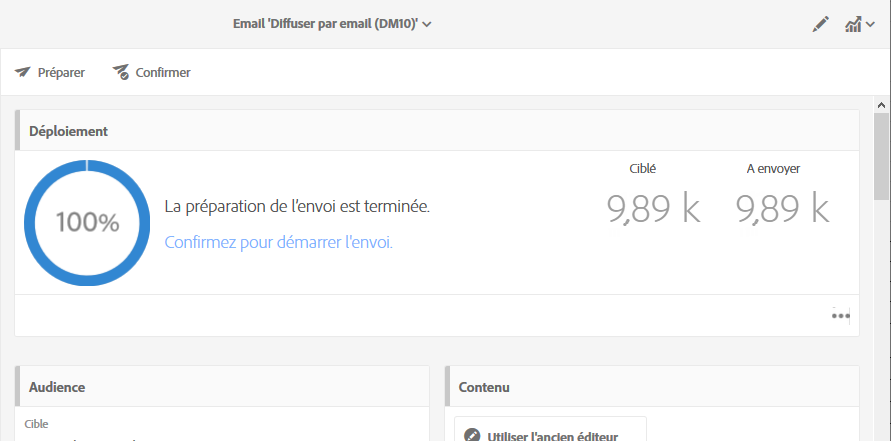 Email 'Diffuser par email (DM10)'
Préparer
Confirmer
Déploiement
100%
La préparation de l'envoi est terminée.
Confirmez pour démarrer l'envoi.
Ciblé
A envoyer
9,89 k
9,89 k
Audience
Cible
Contenu
Utiliser l'ancien éditeur